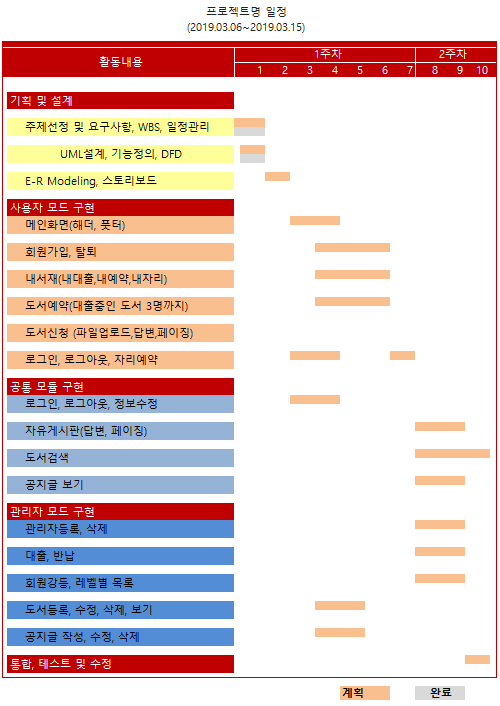 프로젝트명 일정
(2019.03.06~2019.03.15)
활동내용
1주차 2주차
1 2 3 4 5 6 7 8 9 10
기획 및 설계
주제선정 및 요구사항, WBS, 일정관리
UML설계, 기능정의, DFD
E-R Modeling, 스토리보드
사용자 모드 구현
메인화면(해더, 풋터)
회원가입, 탈퇴
내서재(내대출,내예약,내자리)
도서예약(대출중인 도서 3명까지)
도서신청 (파일업로드,답변,페이징)
로그인, 로그아웃, 자리예약
공통 모듈 구현
로그인, 로그아웃, 정보수정
자유게시판(답변, 페이징)
도서검색
공지글 보기
관리자 모드 구현
관리자등록, 삭제
대출, 반납
회원강등, 레벨별 목록
도서등록, 수정, 삭제, 보기
공지글 작성, 수정, 삭제
통합, 테스트 및 수정
계획 완료